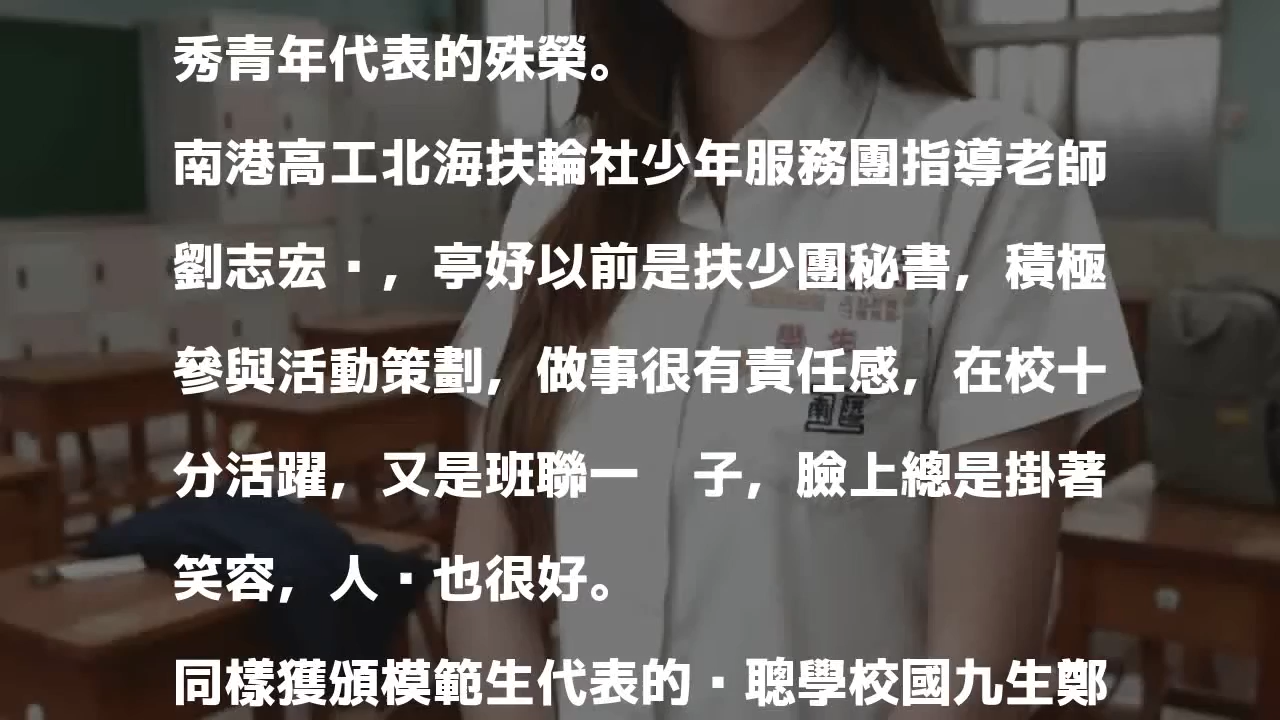 秀青年代表的殊榮。
南港高工北海扶輪社少年服務團指導老師
劉志宏▪，亭妤以前是扶少團秘書，積極
參與活動策劃，做事很有責任感，在校十
分活躍，又是班聯一　子，臉上總是掛著
笑容，人▪也很好。
同樣獲頒模範生代表的▪聰學校國九生鄭
學生
南工